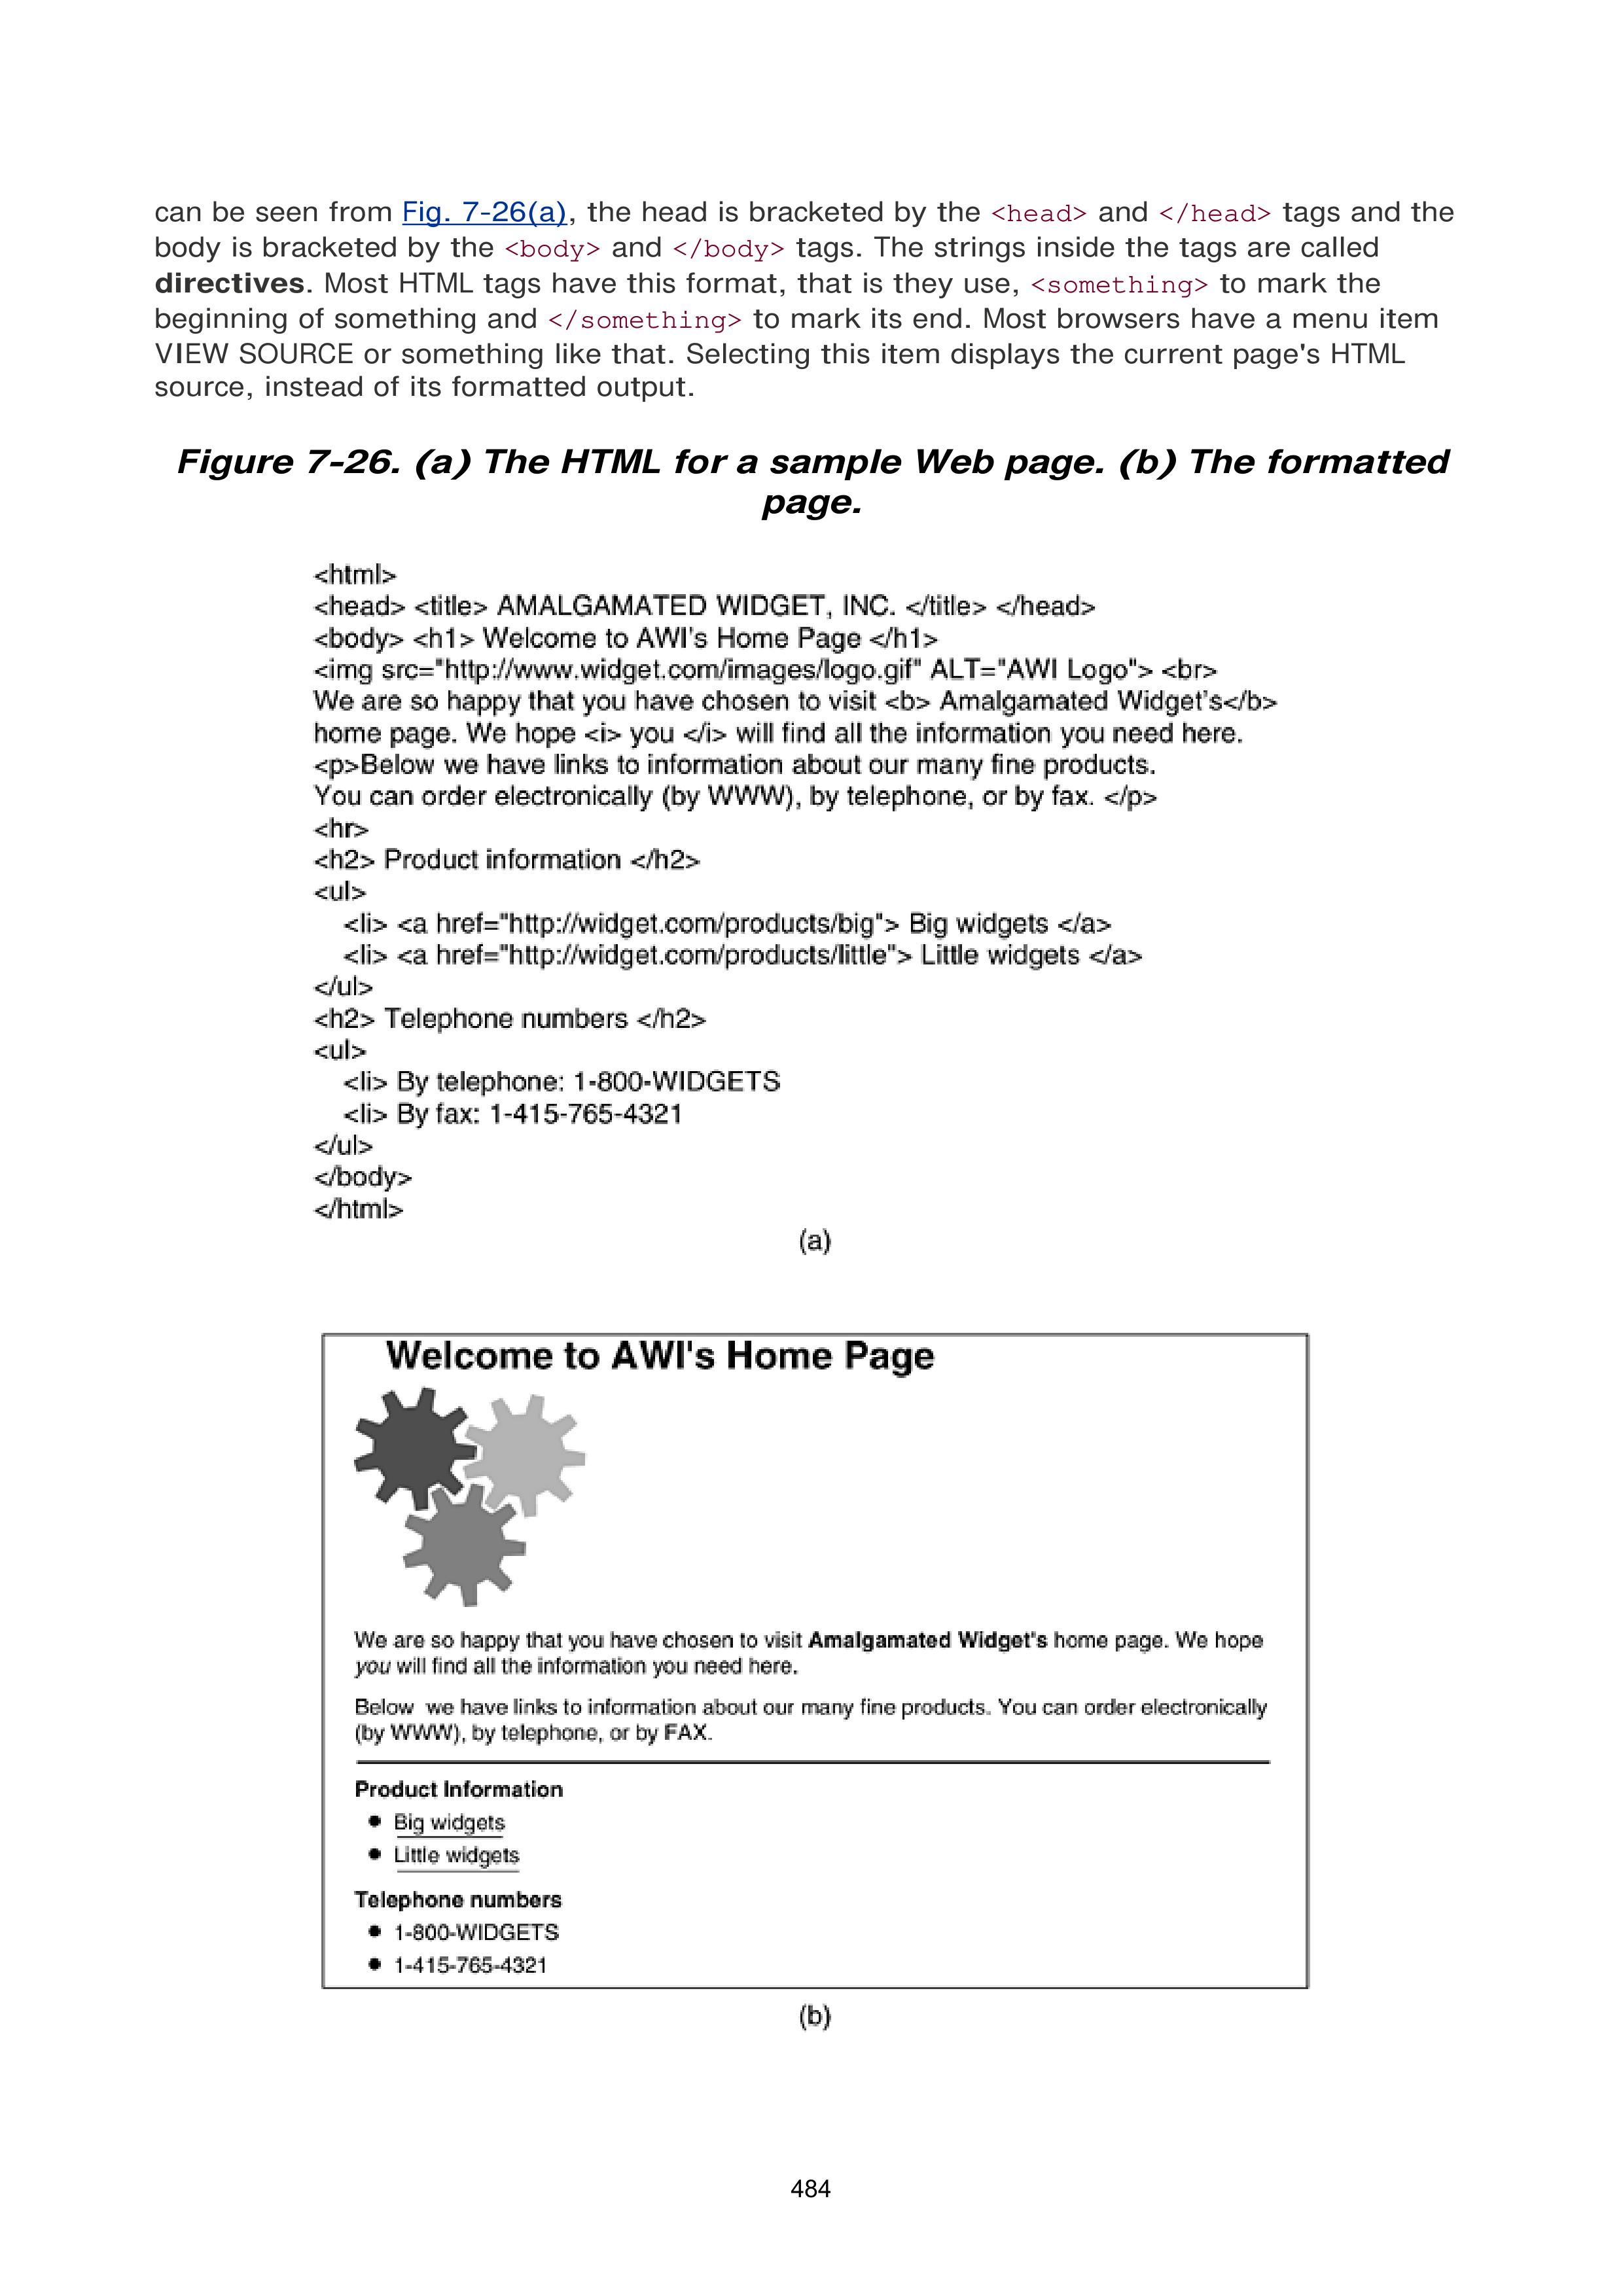 can be seen from Fig. 7-26(a), the head is bracketed by the <head> and </head> tags and the
body is bracketed by the <body> and </body> tags. The strings inside the tags are called
directives. Most HTML tags have this format, that is they use, <something> to mark the
beginning of something and </something> to mark its end. Most browsers have a menu item
VIEW SOURCE or something like that. Selecting this item displays the current page's HTML
source, instead of its formatted output.
Figure 7-26. (a) The HTML for a sample Web page. (b) The formatted
page.
<html>
<head> <title> AMALGAMATED WIDGET, INC. </title> </head>
<body> <h1> Welcome to AWI's Home Page </h1>
<img src="http://www.widget.com/images/logo.gif" ALT="AWI Logo"> <br>
We are so happy that you have chosen to visit <b> Amalgamated Widget's</b>
home page. We hope <i> you </i> will find all the information you need here.
<p>Below we have links to information about our many fine products.
You can order electronically (by WWW), by telephone, or by fax. </p>
<hr>
<h2> Product information </h2>
<ul>
<li> <a href="http://widget.com/products/big"> Big widgets </a>
<li> <a href="http://widget.com/products/little"> Little widgets </a>
</ul>
<h2> Telephone numbers </h2>
<ul>
<li> By telephone: 1-800-WIDGETS
<li> By fax: 1-415-765-4321
</ul>
</body>
</html>
(a)
Welcome to AWI's Home Page
We are so happy that you have chosen to visit Amalgamated Widget's home page. We hope
you will find all the information you need here.
Below we have links to information about our many fine products. You can order electronically
(by WWW), by telephone, or by FAX.
Product Information
● Big widgets
● Little widgets
Telephone numbers
● 1-800-WIDGETS
● 1-415-765-4321
(b)
484